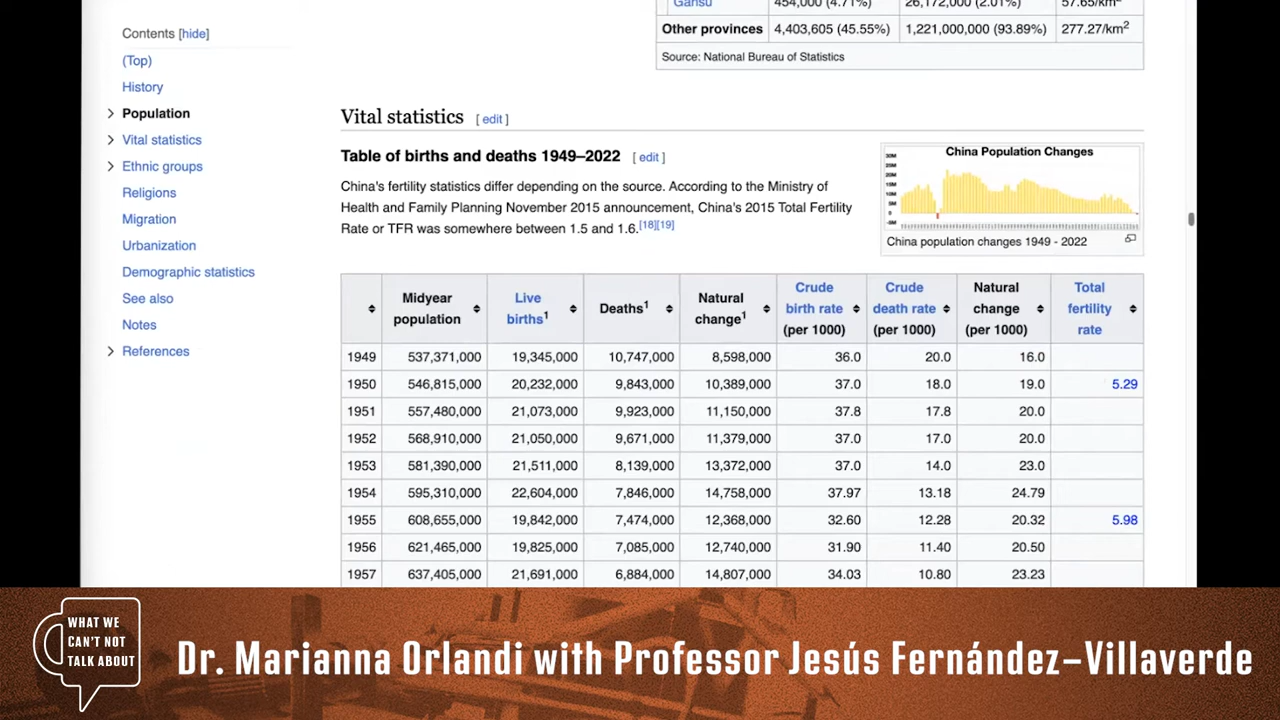 Gansu 454,000 (4.71%) 26,172,000 (2.01%) 57.65/km2
Other provinces 4,403,605 (45.55%) 1,221,000,000 (93.89%) 277.27/km2
Source: National Bureau of Statistics
Contents [hide]
(Top)
History
Population
Vital statistics
Ethnic groups
Religions
Migration
Urbanization
Demographic statistics
See also
Notes
References
Vital statistics [ edit ]
Table of births and deaths 1949–2022 [ edit ]
China's fertility statistics differ depending on the source. According to the Ministry of
Health and Family Planning November 2015 announcement, China's 2015 Total Fertility
Rate or TFR was somewhere between 1.5 and 1.6.[18][19]
China Population Changes
30M
25M
20M
15M
10M
5M
0
-5M
China population changes 1949 - 2022
Midyear population Live births1 Deaths1 Natural change1 Crude birth rate (per 1000) Crude death rate (per 1000) Natural change (per 1000) Total fertility rate
1949 537,371,000 19,345,000 10,747,000 8,598,000 36.0 20.0 16.0
1950 546,815,000 20,232,000 9,843,000 10,389,000 37.0 18.0 19.0 5.29
1951 557,480,000 21,073,000 9,923,000 11,150,000 37.8 17.8 20.0
1952 568,910,000 21,050,000 9,671,000 11,379,000 37.0 17.0 20.0
1953 581,390,000 21,511,000 8,139,000 13,372,000 37.0 14.0 23.0
1954 595,310,000 22,604,000 7,846,000 14,758,000 37.97 13.18 24.79
1955 608,655,000 19,842,000 7,474,000 12,368,000 32.60 12.28 20.32 5.98
1956 621,465,000 19,825,000 7,085,000 12,740,000 31.90 11.40 20.50
1957 637,405,000 21,691,000 6,884,000 14,807,000 34.03 10.80 23.23
WHAT WE
CAN'T NOT
TALK ABOUT
Dr. Marianna Orlandi with Professor Jesús Fernández–Villaverde